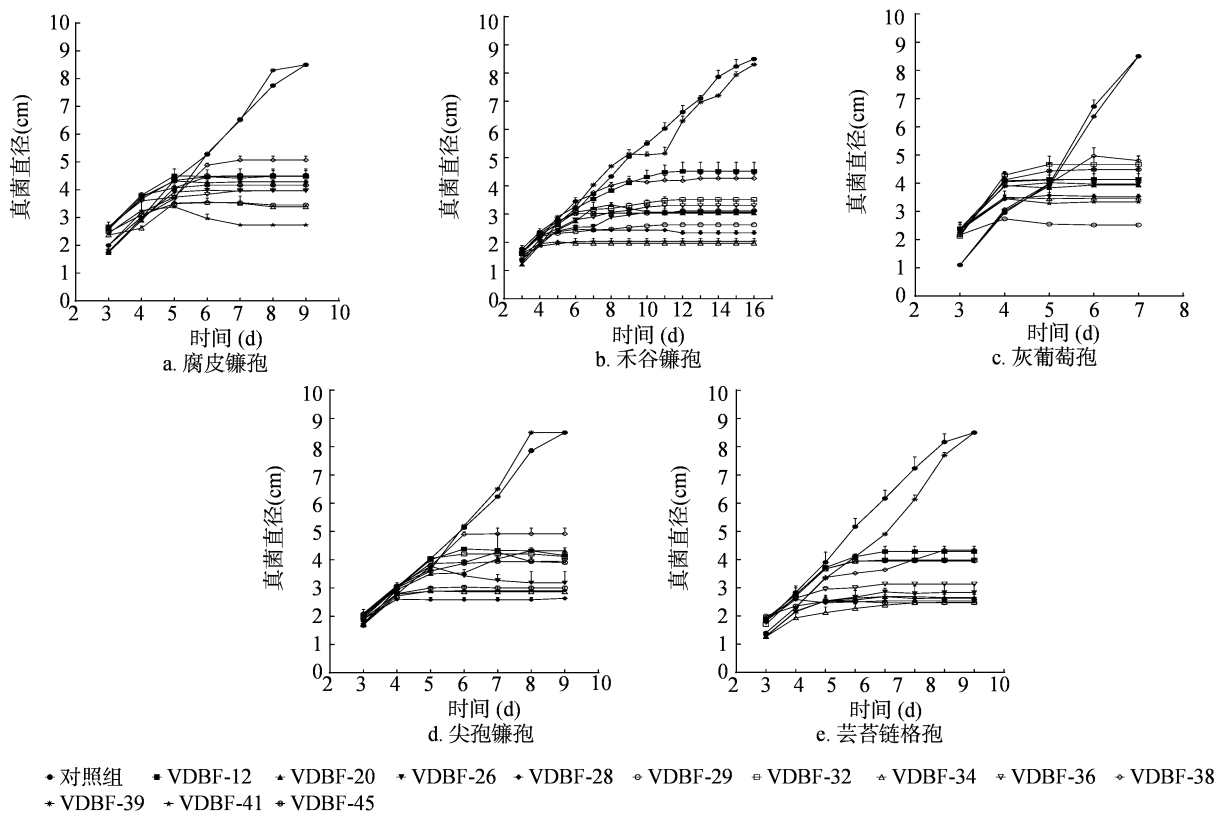 10
9
8
7
6
5
4
3
2
1
0
真菌直径(cm)
2 3 4 5 6 7 8 9 10
时间 (d)
a. 腐皮镰孢
10
9
8
7
6
5
4
3
2
1
0
真菌直径(cm)
2 4 6 8 10 12 14 16
时间 (d)
b. 禾谷镰孢
10
9
8
7
6
5
4
3
2
1
0
真菌直径(cm)
2 3 4 5 6 7 8
时间 (d)
c. 灰葡萄孢
10
9
8
7
6
5
4
3
2
1
0
真菌直径(cm)
2 3 4 5 6 7 8 9 10
时间 (d)
d. 尖孢镰孢
10
9
8
7
6
5
4
3
2
1
0
真菌直径(cm)
2 3 4 5 6 7 8 9 10
时间 (d)
e. 芸苔链格孢
对照组 VDBF-12 VDBF-20 VDBF-26 VDBF-28 VDBF-29 VDBF-32 VDBF-34 VDBF-36 VDBF-38
VDBF-39 VDBF-41 VDBF-45